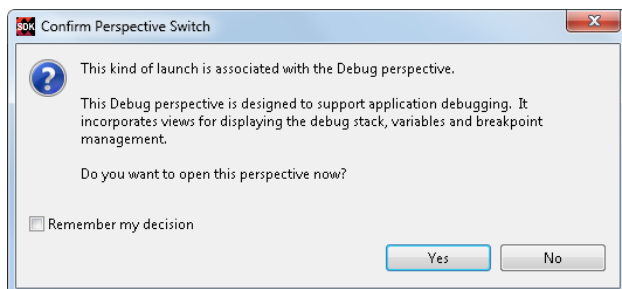 SDK Confirm Perspective Switch
This kind of launch is associated with the Debug perspective.
This Debug perspective is designed to support application debugging. It
incorporates views for displaying the debug stack, variables and breakpoint
management.
Do you want to open this perspective now?
Remember my decision
Yes No